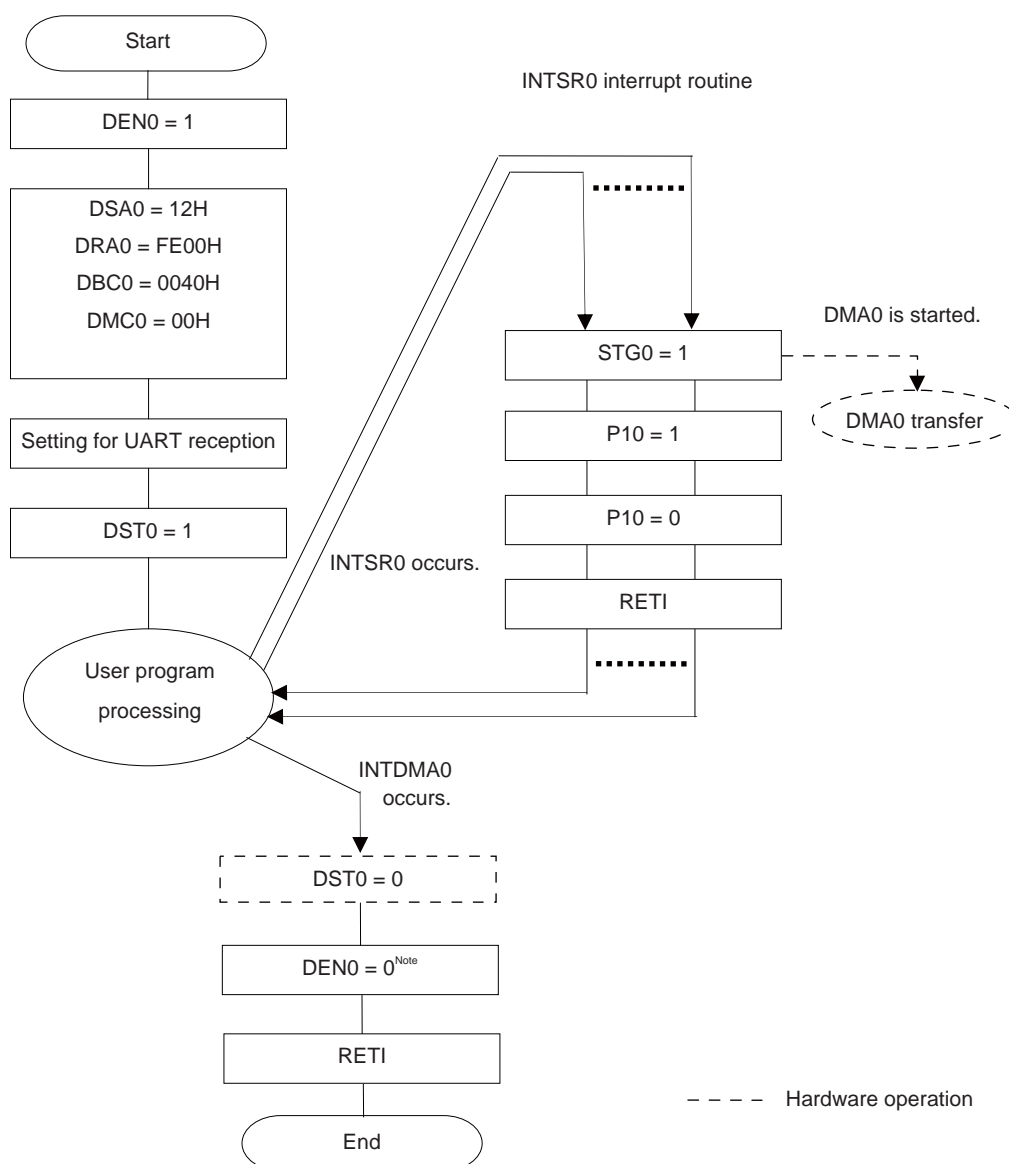 Start
DEN0 = 1
DSA0 = 12H
DRA0 = FE00H
DBC0 = 0040H
DMC0 = 00H
Setting for UART reception
DST0 = 1
User program
processing
INTSR0 interrupt routine
INTSR0 occurs.
STG0 = 1
DMA0 is started.
DMA0 transfer
P10 = 1
P10 = 0
RETI
INTDMA0
occurs.
DST0 = 0
DEN0 = 0Note
RETI
End
Hardware operation